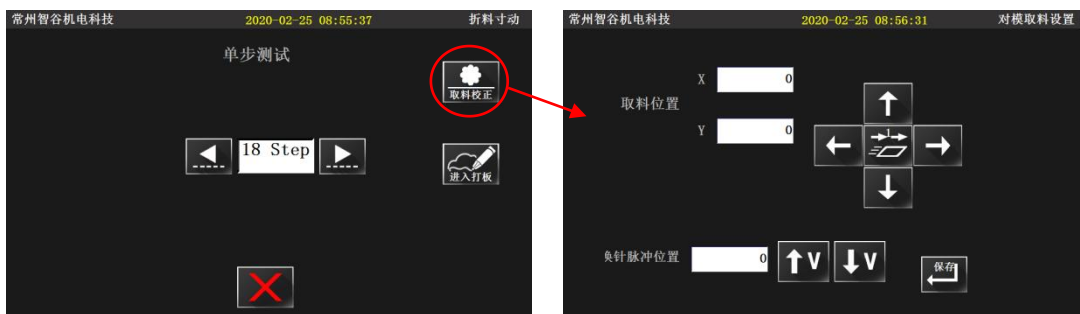 常州智谷机电科技 2020-02-25 08:55:37 折料寸动
单步测试
取料校正
18 Step
进入打板
常州智谷机电科技 2020-02-25 08:56:31 对模取料设置
取料位置
X 0
Y 0
1
换针脉冲位置 0
V V
保存